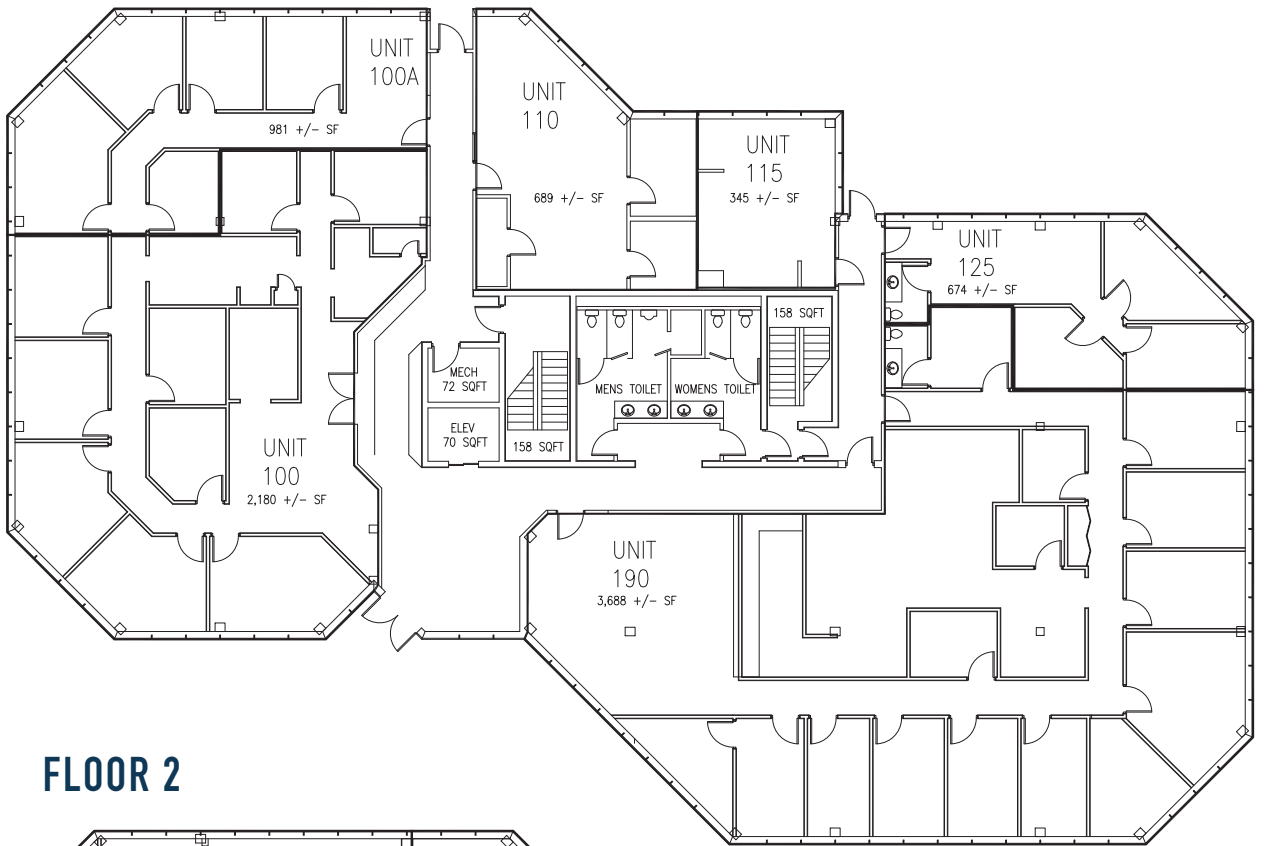 UNIT
100A
981 +/- SF
UNIT
110
689 +/- SF
UNIT
115
345 +/- SF
UNIT
125
674 +/- SF
158 SQFT
MECH
72 SQFT
MENS TOILET
WOMENS TOILET
ELEV
70 SQFT
158 SQFT
UNIT
100
2,180 +/- SF
UNIT
190
3,688 +/- SF
FLOOR 2